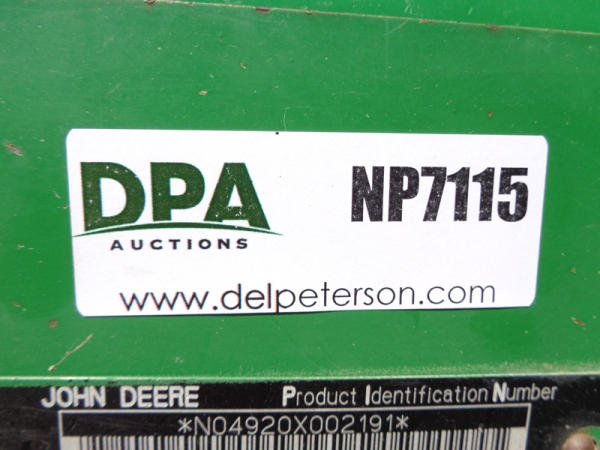 DPA
AUCTIONS
NP7115
www.delpeterson.com
JOHN DEERE Product Identification Number
*N04920X002191*